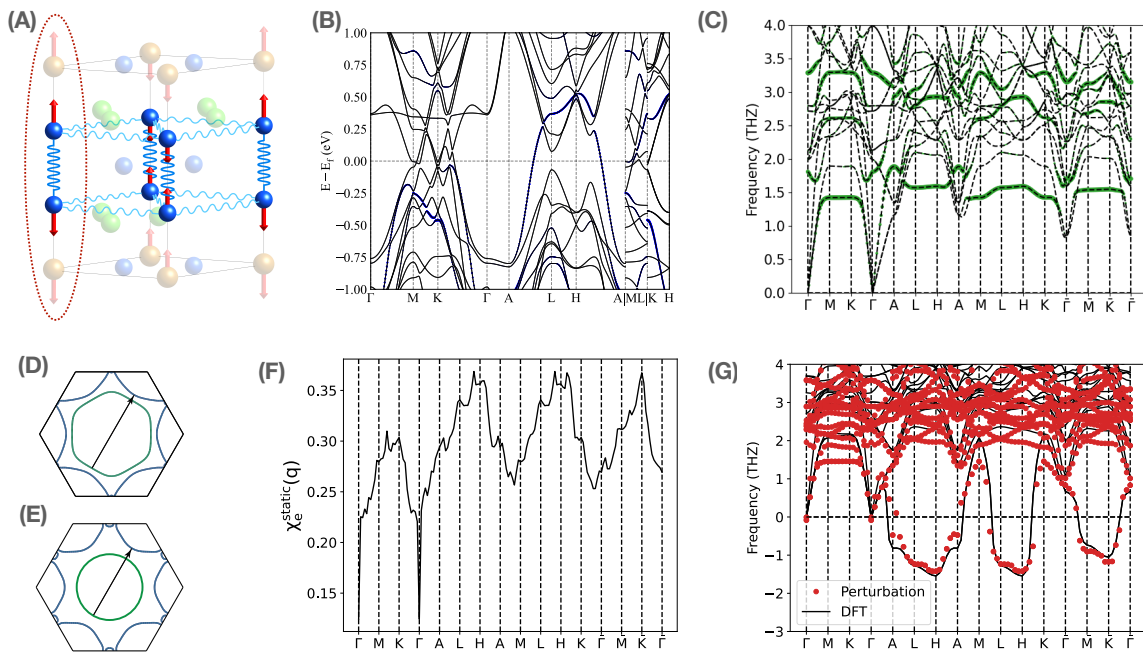 (A)
(B)
1.00
0.75
0.50
0.25
0.00
−0.25
−0.50
−0.75
−1.00
E − E_f (eV)
Γ M K Γ A L H A|ML|K H
(C)
4.0
3.5
3.0
2.5
2.0
1.5
1.0
0.5
0.0
Frequency (THZ)
Γ M K Γ A L H A M L H K Γ̄ M̄ K̄ Γ̄
(D)
(E)
(F)
0.35
0.30
0.25
0.20
0.15
χ_e^static(q)
Γ M K Γ A L H A M L H K Γ̄ M̄ K̄ Γ̄
(G)
4
3
2
1
0
−1
−2
−3
Frequency (THZ)
Perturbation
DFT
Γ M K Γ A L H A M L H K Γ̄ M̄ K̄ Γ̄